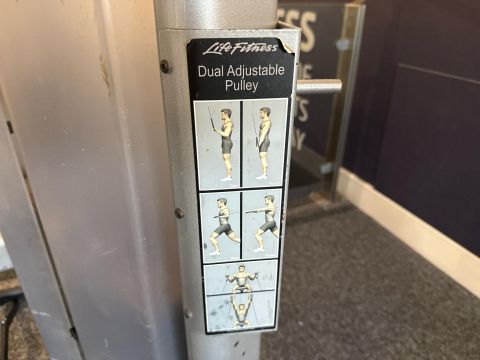 Life Fitness
Dual Adjustable
Pulley